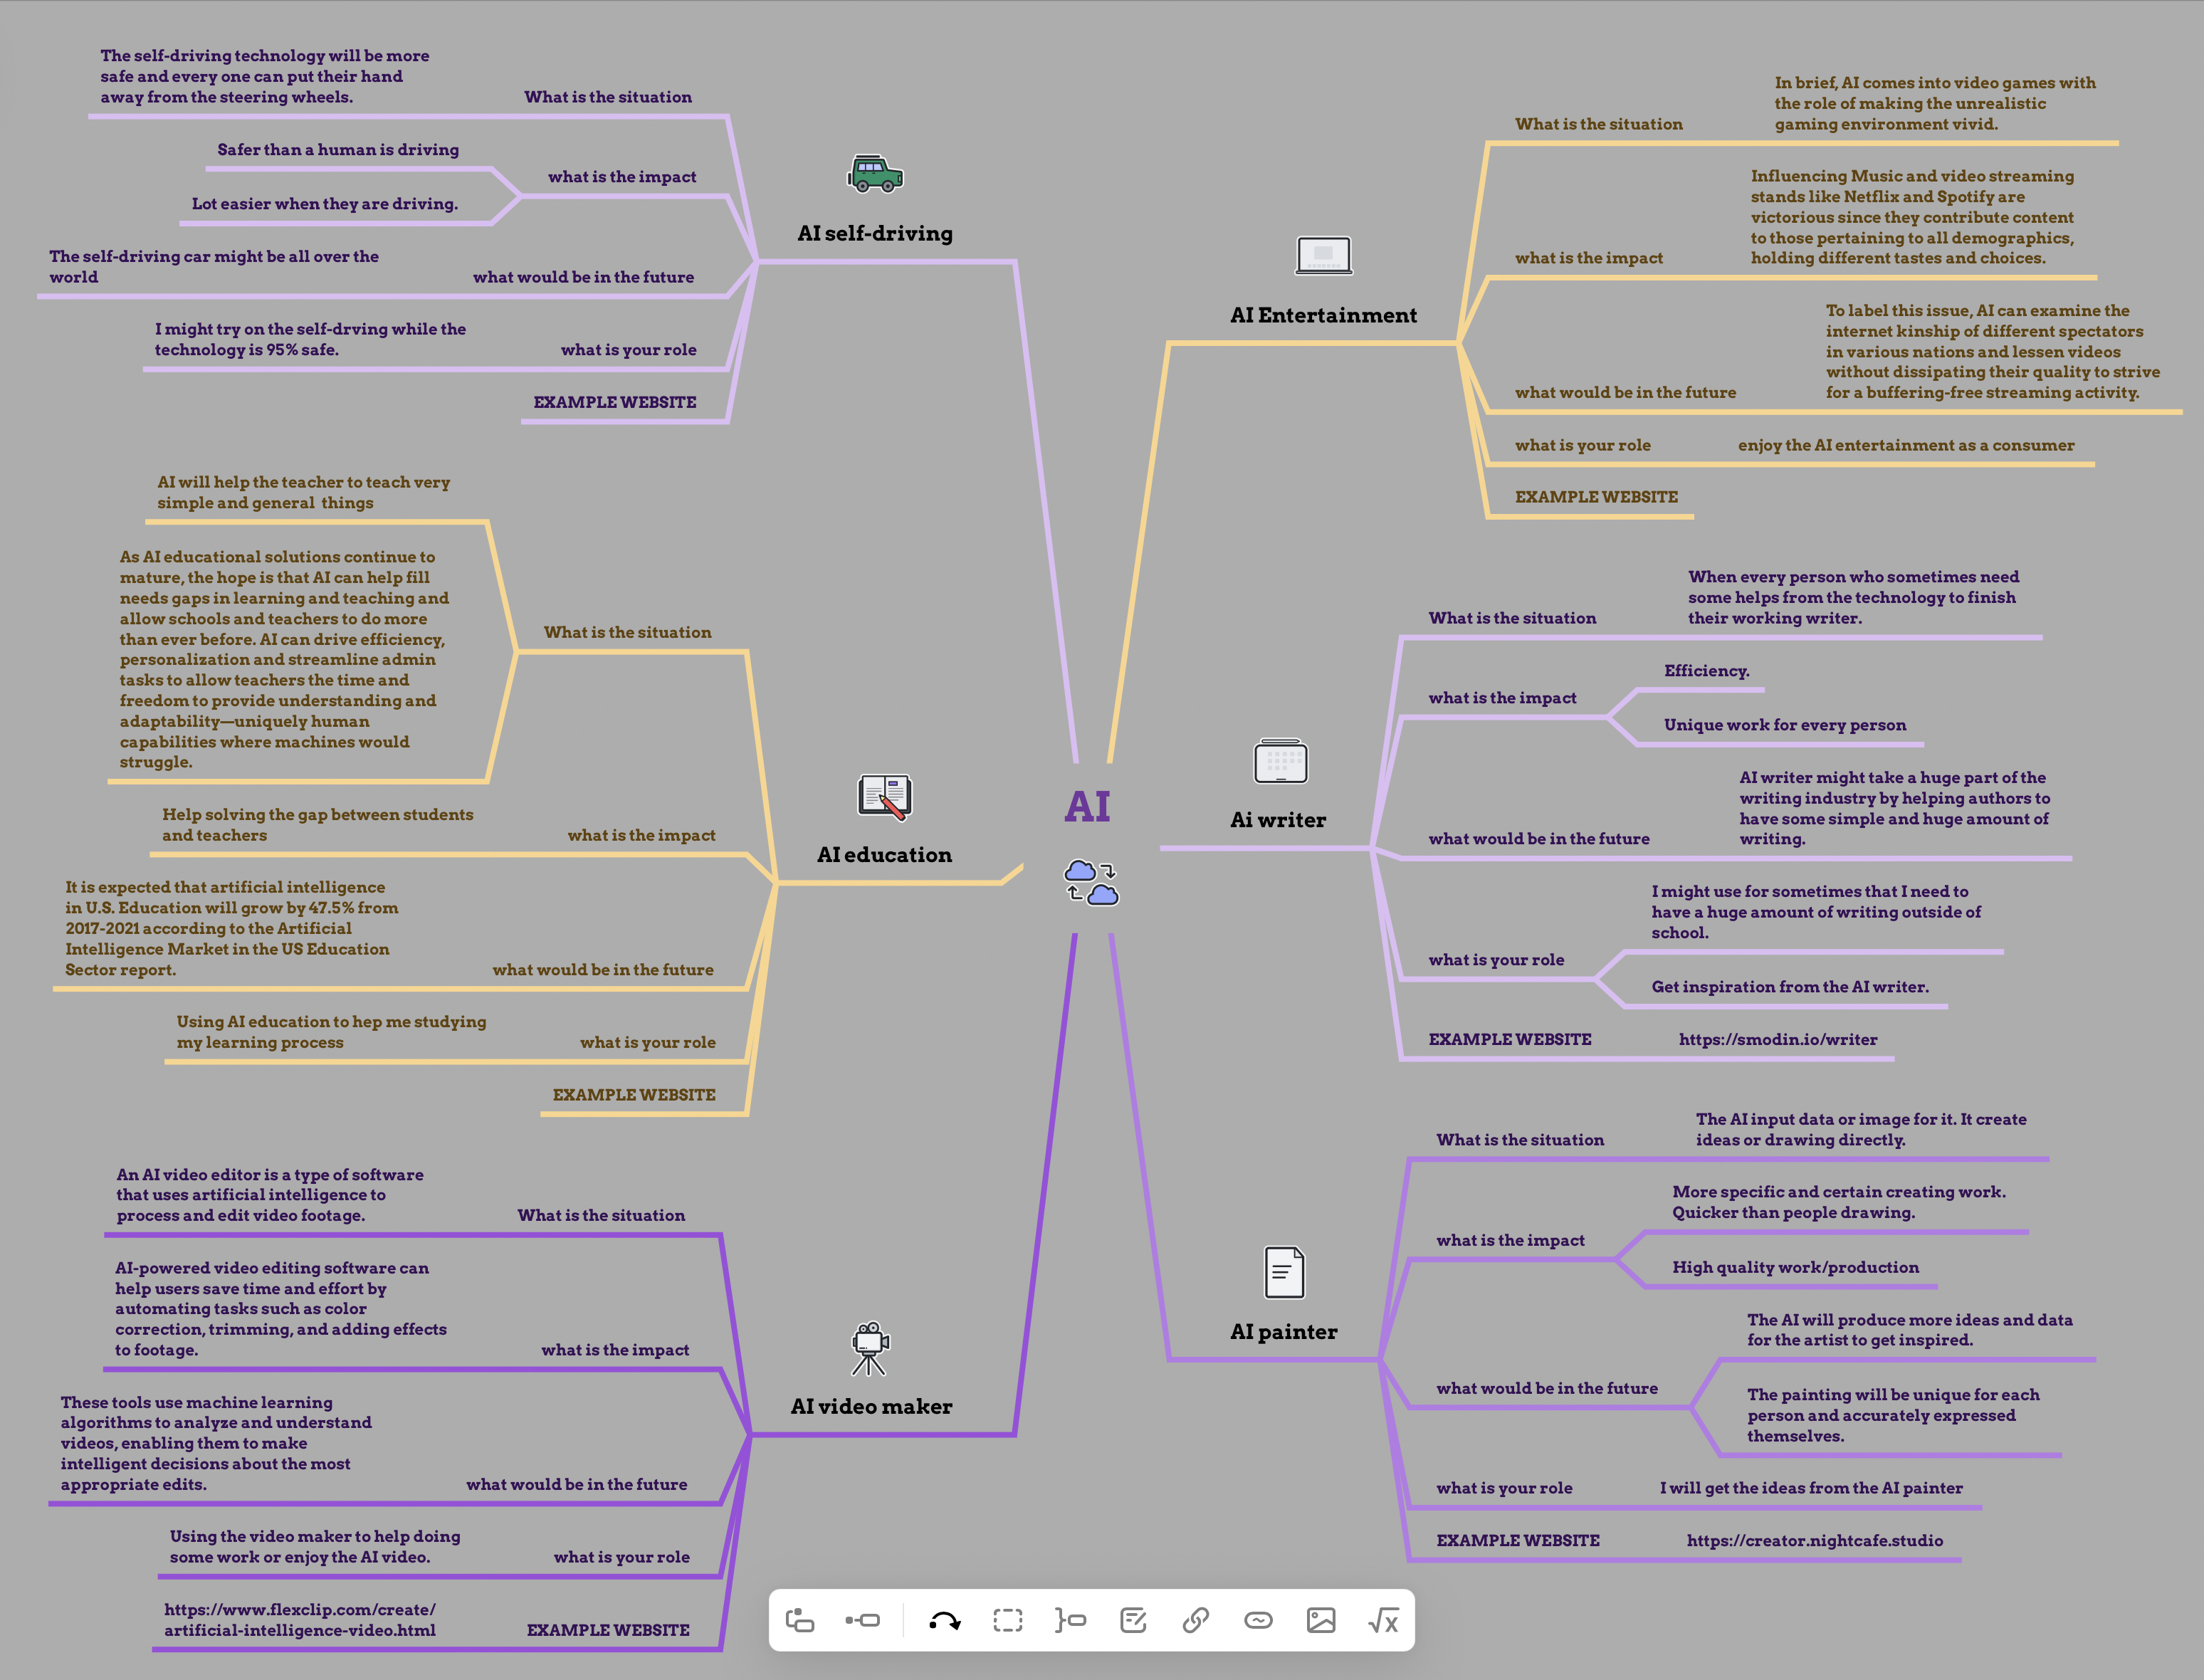 The self-driving technology will be more
safe and every one can put their hand
away from the steering wheels.
What is the situation
Safer than a human is driving
Lot easier when they are driving.
what is the impact
The self-driving car might be all over the
world
what would be in the future
I might try on the self-drving while the
technology is 95% safe.
what is your role
EXAMPLE WEBSITE
AI self-driving
AI will help the teacher to teach very
simple and general  things
As AI educational solutions continue to
mature, the hope is that AI can help fill
needs gaps in learning and teaching and
allow schools and teachers to do more
than ever before. AI can drive efficiency,
personalization and streamline admin
tasks to allow teachers the time and
freedom to provide understanding and
adaptability—uniquely human
capabilities where machines would
struggle.
What is the situation
Help solving the gap between students
and teachers
what is the impact
It is expected that artificial intelligence
in U.S. Education will grow by 47.5% from
2017-2021 according to the Artificial
Intelligence Market in the US Education
Sector report.
what would be in the future
Using AI education to hep me studying
my learning process
what is your role
EXAMPLE WEBSITE
AI education
An AI video editor is a type of software
that uses artificial intelligence to
process and edit video footage.
What is the situation
AI-powered video editing software can
help users save time and effort by
automating tasks such as color
correction, trimming, and adding effects
to footage.
what is the impact
These tools use machine learning
algorithms to analyze and understand
videos, enabling them to make
intelligent decisions about the most
appropriate edits.
what would be in the future
Using the video maker to help doing
some work or enjoy the AI video.
what is your role
https://www.flexclip.com/create/
artificial-intelligence-video.html
EXAMPLE WEBSITE
AI video maker
AI
AI Entertainment
What is the situation
In brief, AI comes into video games with
the role of making the unrealistic
gaming environment vivid.
what is the impact
Influencing Music and video streaming
stands like Netflix and Spotify are
victorious since they contribute content
to those pertaining to all demographics,
holding different tastes and choices.
what would be in the future
To label this issue, AI can examine the
internet kinship of different spectators
in various nations and lessen videos
without dissipating their quality to strive
for a buffering-free streaming activity.
what is your role
enjoy the AI entertainment as a consumer
EXAMPLE WEBSITE
Ai writer
What is the situation
When every person who sometimes need
some helps from the technology to finish
their working writer.
what is the impact
Efficiency.
Unique work for every person
what would be in the future
AI writer might take a huge part of the
writing industry by helping authors to
have some simple and huge amount of
writing.
what is your role
I might use for sometimes that I need to
have a huge amount of writing outside of
school.
Get inspiration from the AI writer.
EXAMPLE WEBSITE
https://smodin.io/writer
AI painter
What is the situation
The AI input data or image for it. It create
ideas or drawing directly.
what is the impact
More specific and certain creating work.
Quicker than people drawing.
High quality work/production
what would be in the future
The AI will produce more ideas and data
for the artist to get inspired.
The painting will be unique for each
person and accurately expressed
themselves.
what is your role
I will get the ideas from the AI painter
EXAMPLE WEBSITE
https://creator.nightcafe.studio
√x